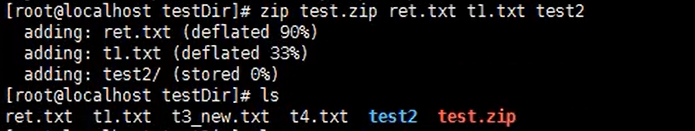 [root@localhost testDir]# zip test.zip ret.txt t1.txt test2
adding: ret.txt (deflated 90%)
adding: t1.txt (deflated 33%)
adding: test2/ (stored 0%)
[root@localhost testDir]# ls
ret.txt t1.txt t3_new.txt t4.txt test2 test.zip